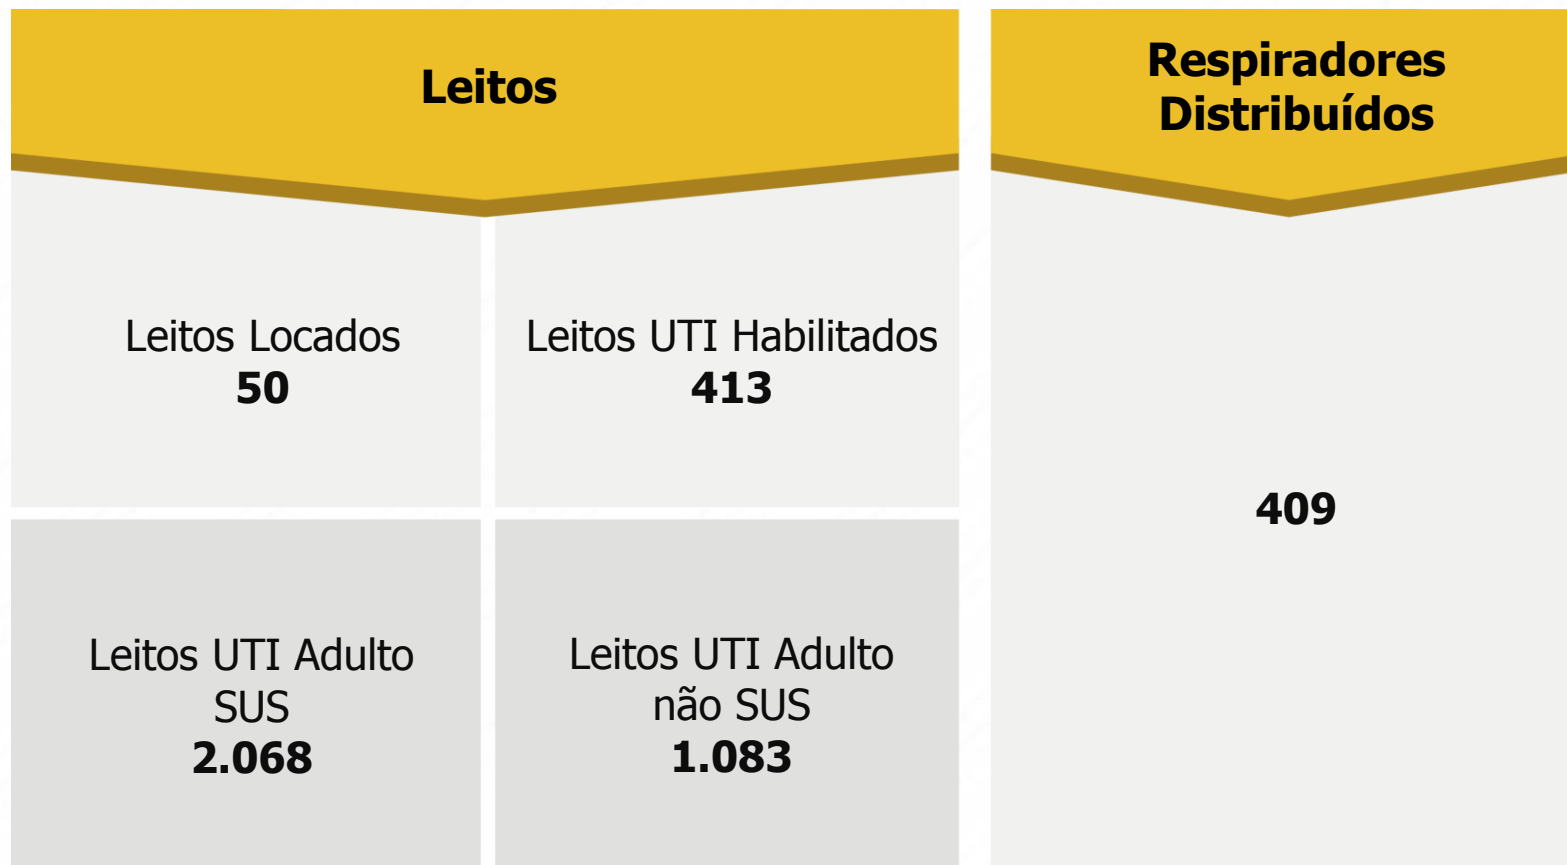 Leitos
Leitos Locados
50
Leitos UTI Habilitados
413
Leitos UTI Adulto
SUS
2.068
Leitos UTI Adulto
não SUS
1.083
Respiradores
Distribuídos
409